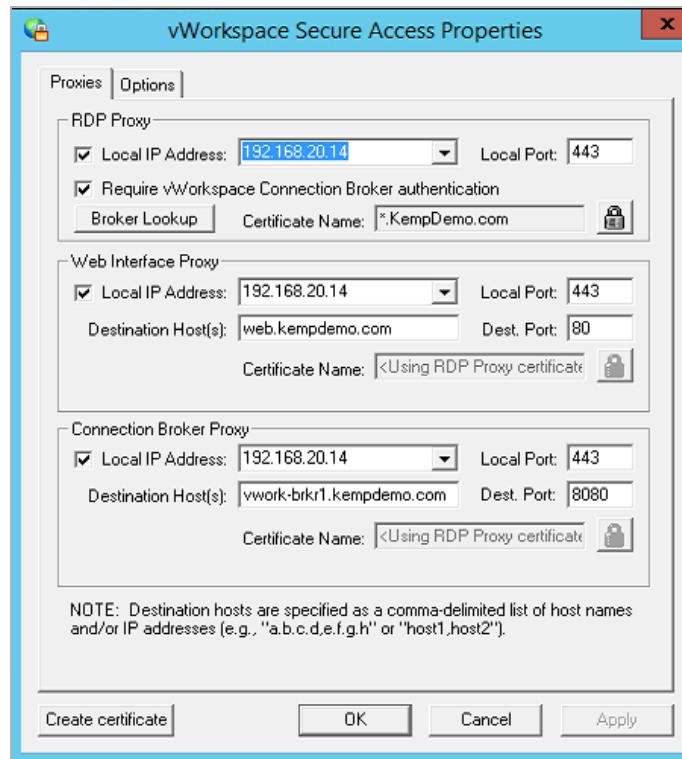 vWorkspace Secure Access Properties
x
Proxies Options
RDP Proxy
Local IP Address: 192.168.20.14 Local Port: 443
Require vWorkspace Connection Broker authentication
Broker Lookup Certificate Name: *.KempDemo.com
Web Interface Proxy
Local IP Address: 192.168.20.14 Local Port: 443
Destination Host(s): web.kempdemo.com Dest. Port: 80
Certificate Name: <Using RDP Proxy certificate
Connection Broker Proxy
Local IP Address: 192.168.20.14 Local Port: 443
Destination Host(s): vwork-brkr1.kempdemo.com Dest. Port: 8080
Certificate Name: <Using RDP Proxy certificate
NOTE: Destination hosts are specified as a comma-delimited list of host names
and/or IP addresses (e.g., "a.b.c.d,e.f.g.h" or "host1,host2").
Create certificate OK Cancel Apply